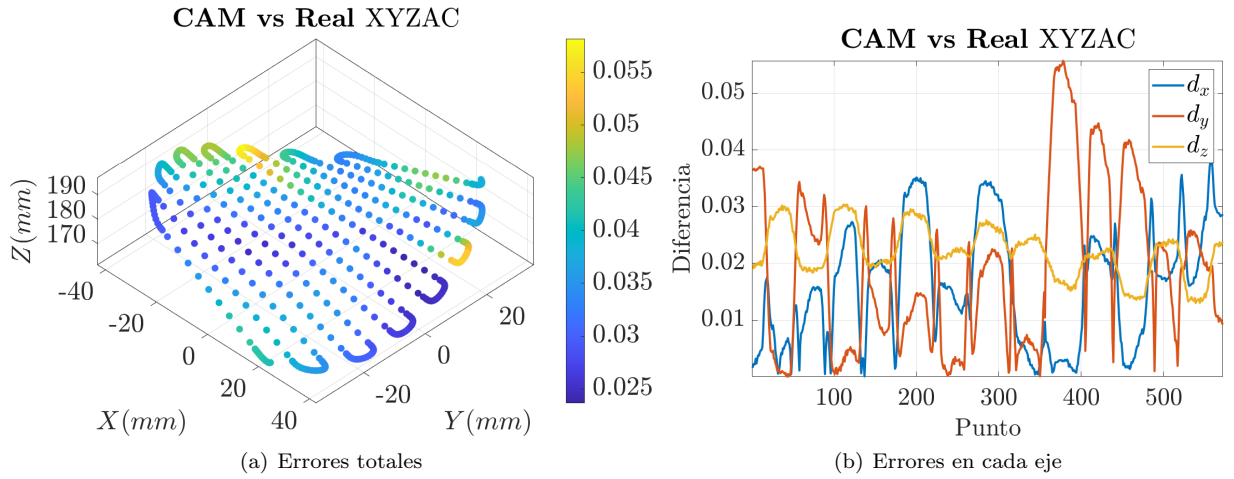 CAM vs Real XYZAC
190
180
170
Z(mm)
-40
-20
0
20
40
X(mm)
-20
0
20
Y(mm)
0.055
0.05
0.045
0.04
0.035
0.03
0.025
(a) Errores totales
CAM vs Real XYZAC
0.05
0.04
0.03
0.02
0.01
Diferencia
100 200 300 400 500
Punto
d_x
d_y
d_z
(b) Errores en cada eje